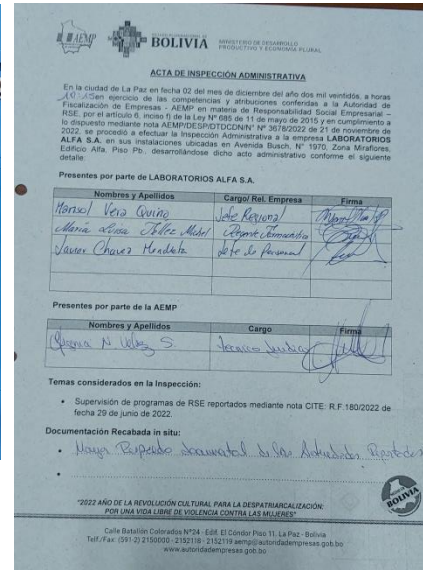 AEMP
BOLIVIA
MINISTERIO DE DESARROLLO
PRODUCTIVO Y ECONOMÍA PLURAL
ACTA DE INSPECCIÓN ADMINISTRATIVA
En la ciudad de La Paz en fecha 02 del mes de diciembre del año dos mil veintidós, a horas
10:15 en ejercicio de las competencias y atribuciones conferidas a la Autoridad de
Fiscalización de Empresas - AEMP en materia de Responsabilidad Social Empresarial –
RSE, por el artículo 6, inciso f) de la Ley N° 685 de 11 de mayo de 2015 y en cumplimiento a
lo dispuesto mediante nota AEMP/DESP/DTDCDN/N° N° 3678/2022 de 21 de noviembre de
2022, se procedió a efectuar la Inspección Administrativa a la empresa LABORATORIOS
ALFA S.A. en sus instalaciones ubicadas en Avenida Busch, N° 1970, Zona Miraflores,
Edificio Alfa, Piso Pb., desarrollándose dicho acto administrativo conforme el siguiente
detalle.
Presentes por parte de LABORATORIOS ALFA S.A.
Nombres y Apellidos Cargo/ Rel. Empresa Firma
Marisol Vera Quino Jefe Regional
María Luisa Tellez Michel Regente Farmaceutica
Javier Chavez Mendieta Jefe de Personal
Presentes por parte de la AEMP
Nombres y Apellidos Cargo Firma
N. S. Técnico Jurídico
Temas considerados en la Inspección:
• Supervisión de programas de RSE reportados mediante nota CITE: R.F.180/2022 de
fecha 29 de junio de 2022.
Documentación Recabada in situ:
• Mayor Respaldo documental de las Actividades Reportadas
•
BOLIVIA
"2022 AÑO DE LA REVOLUCIÓN CULTURAL PARA LA DESPATRIARCALIZACIÓN:
POR UNA VIDA LIBRE DE VIOLENCIA CONTRA LAS MUJERES"
Calle Batallón Colorados N°24 - Edif. El Cóndor Piso 11. La Paz - Bolivia
Telf./Fax: (591-2) 2150000 - 2152118 - 2152119 aemp@autoridadempresas.gob.bo
www.autoridadempresas.gob.bo